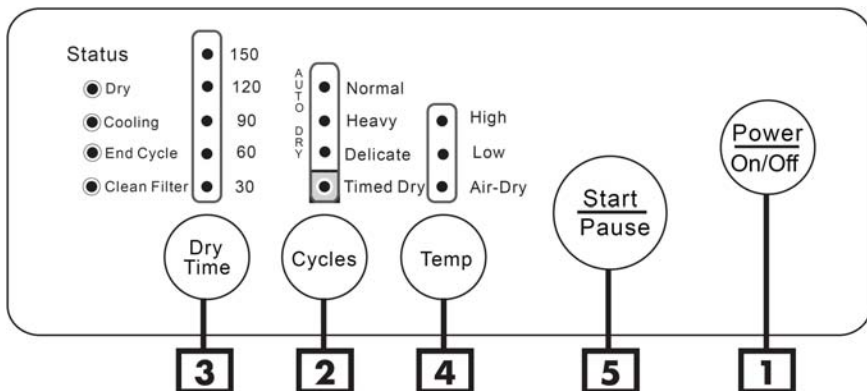 Status
Dry
Cooling
End Cycle
Clean Filter
150
120
90
60
30
Dry
Time
AUTO DRY
Normal
Heavy
Delicate
Timed Dry
Cycles
High
Low
Air-Dry
Temp
Start
Pause
Power
On/Off
3
2
4
5
1